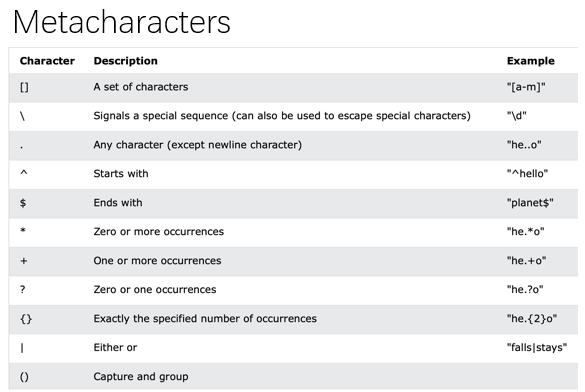 Metacharacters
Character Description Example
[] A set of characters "[a-m]"
\ Signals a special sequence (can also be used to escape special characters) "\d"
. Any character (except newline character) "he..o"
^ Starts with "^hello"
$ Ends with "planet$"
* Zero or more occurrences "he.*o"
+ One or more occurrences "he.+o"
? Zero or one occurrences "he.?o"
{} Exactly the specified number of occurrences "he.{2}o"
| Either or "falls|stays"
() Capture and group